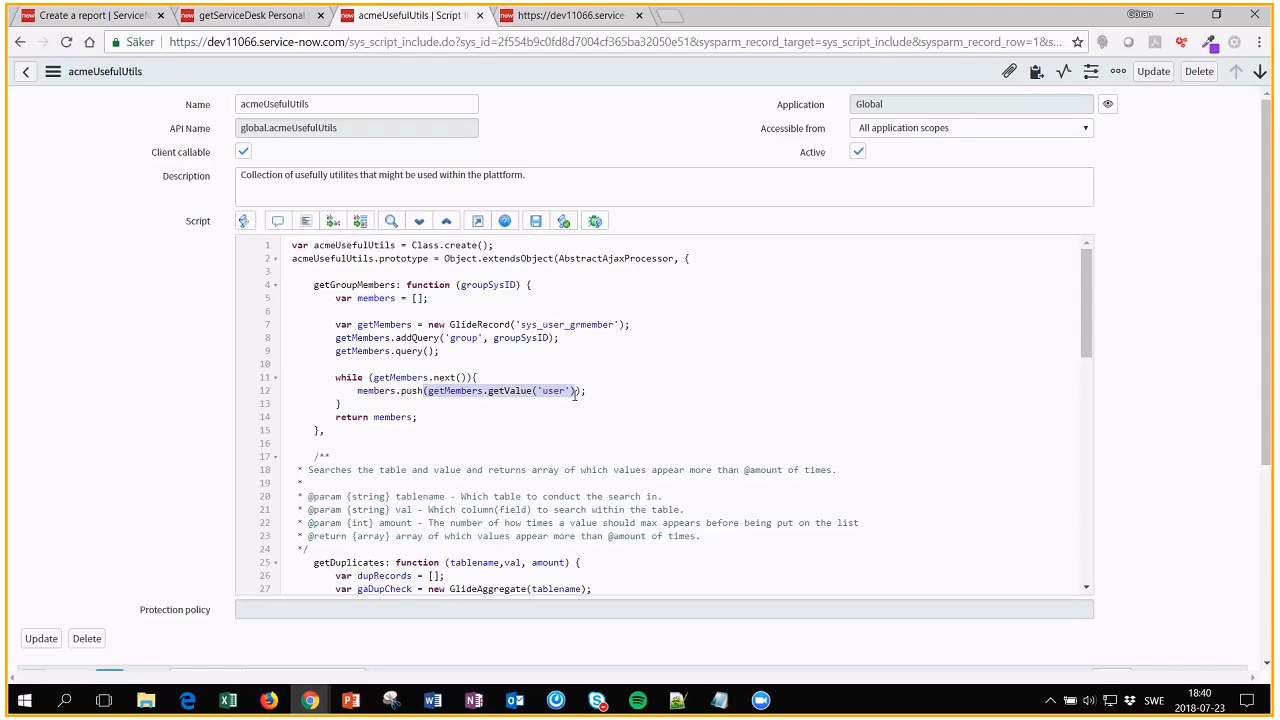 Create a report | ServiceN
getServiceDesk Personal |
acmeUsefulUtils | Script I
https://dev11066.service-
Göran
Säker
https://dev11066.service-now.com/sys_script_include.do?sys_id=2f554b9c0fd8d7004cf365ba32050e51&sysparm_record_target=sys_script_include&sysparm_record_row=1&s...
acmeUsefulUtils
Update
Delete
Name
acmeUsefulUtils
Application
Global
API Name
global.acmeUsefulUtils
Accessible from
All application scopes
Client callable
Active
Description
Collection of usefully utilites that might be used within the plattform.
Script
1 var acmeUsefulUtils = Class.create();
2 acmeUsefulUtils.prototype = Object.extendsObject(AbstractAjaxProcessor, {
3
4 getGroupMembers: function (groupSysID) {
5 var members = [];
6
7 var getMembers = new GlideRecord('sys_user_grmember');
8 getMembers.addQuery('group', groupSysID);
9 getMembers.query();
10
11 while (getMembers.next()){
12 members.push(getMembers.getValue('user'));
13 }
14 return members;
15 },
16
17 /**
18 * Searches the table and value and returns array of which values appear more than @amount of times.
19 *
20 * @param {string} tablename - Which table to conduct the search in.
21 * @param {string} val - Which column(field) to search within the table.
22 * @param {int} amount - The number of how times a value should max appears before being put on the list
23 * @return {array} array of which values appear more than @amount of times.
24 */
25 getDuplicates: function (tablename,val, amount) {
26 var dupRecords = [];
27 var gaDupCheck = new GlideAggregate(tablename);
Protection policy
Update
Delete
SWE
18:40
2018-07-23